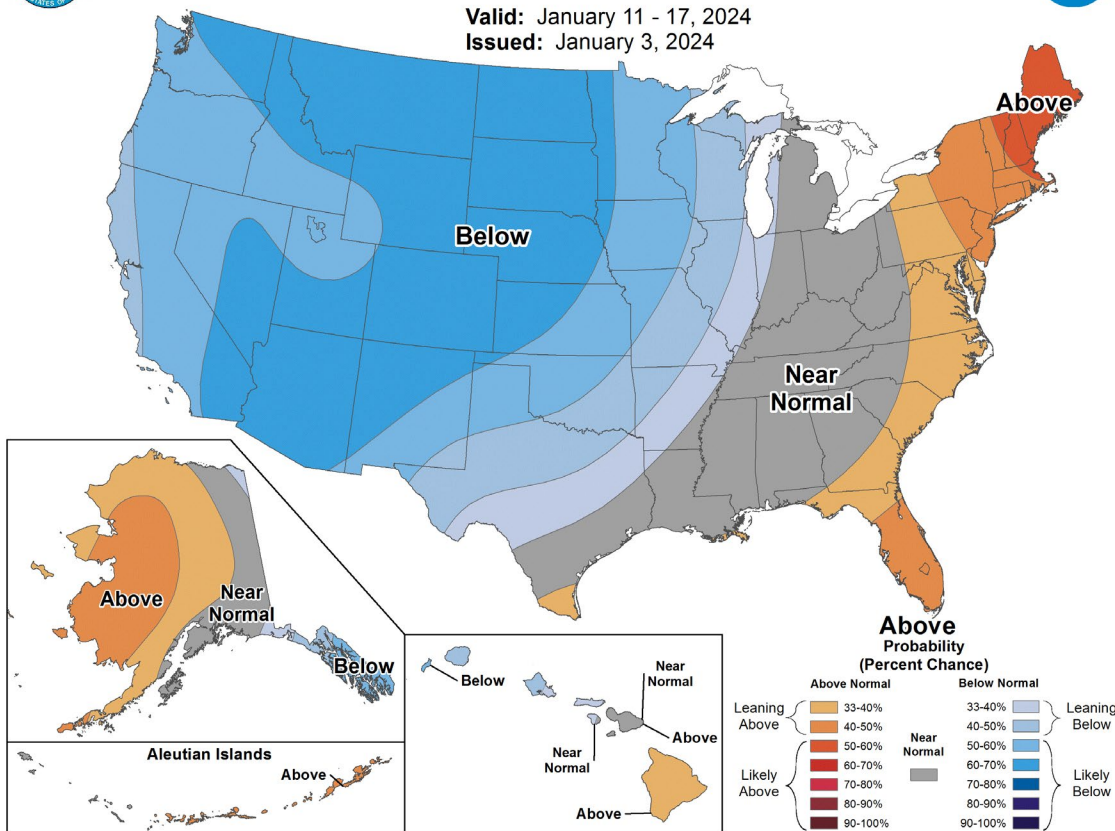 STATES OF
Valid: January 11 - 17, 2024
Issued: January 3, 2024
Above
Below
Near
Normal
Above
Near
Normal
Below
Aleutian Islands
Above
Below
Near
Normal
Near
Normal
Above
Above
Above
Probability
(Percent Chance)
Above Normal
Below Normal
Leaning
Above
33-40%
40-50%
Likely
Above
50-60%
60-70%
70-80%
80-90%
90-100%
Near
Normal
33-40%
40-50%
Leaning
Below
50-60%
60-70%
70-80%
80-90%
90-100%
Likely
Below